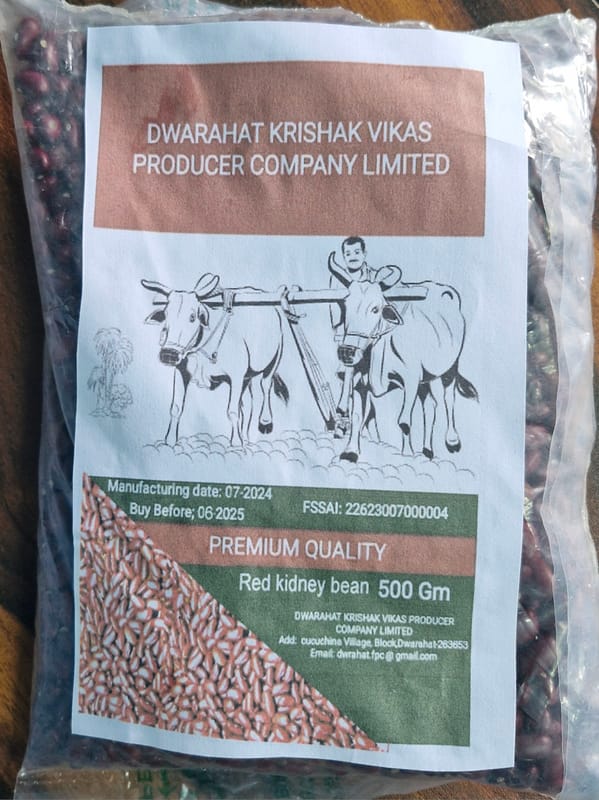 DWARAHAT KRISHAK VIKAS
PRODUCER COMPANY LIMITED
Manufacturing date: 07-2024
Buy Before; 06-2025
FSSAI: 22623007000004
PREMIUM QUALITY
Red kidney bean 500 Gm
DWARAHAT KRISHAK VIKAS PRODUCER
COMPANY LIMITED
Add: cucuchina Village, Block,Dwarahat-263653
Email: dwrahat.fpc@gmail.com